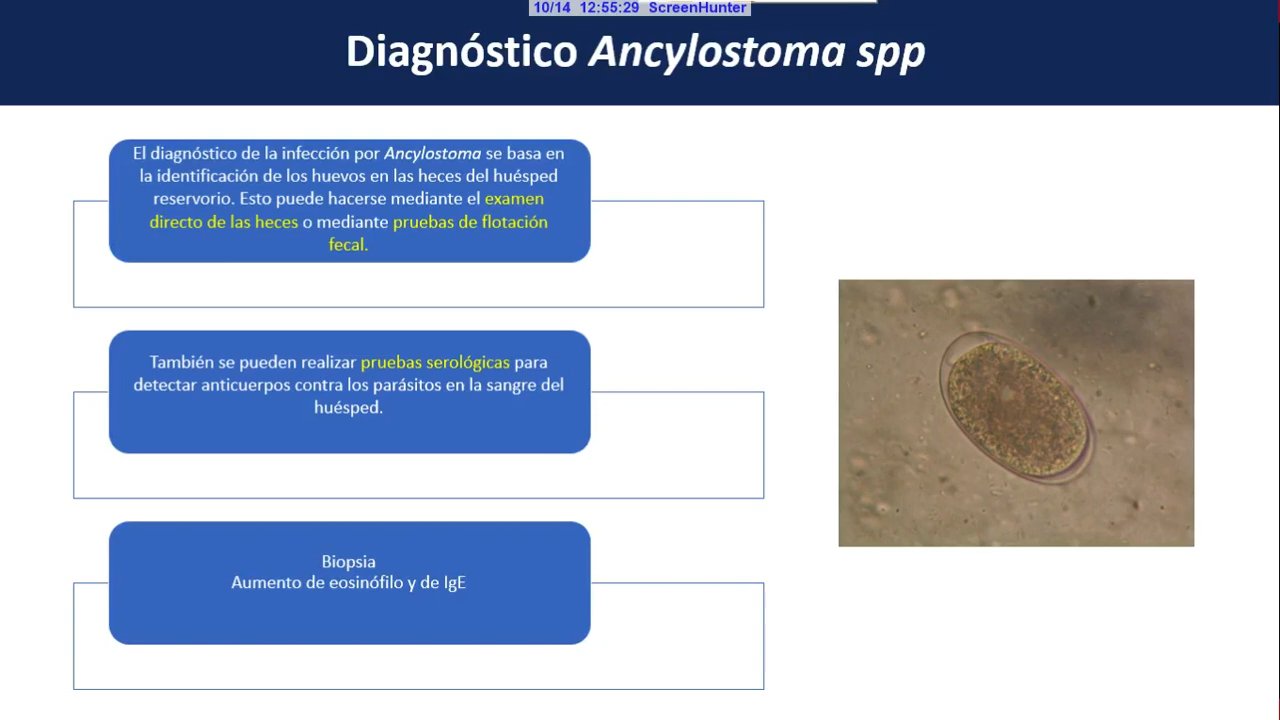 10/14 12:55:29 ScreenHunter
Diagnóstico Ancylostoma spp
El diagnóstico de la infección por Ancylostoma se basa en
la identificación de los huevos en las heces del huésped
reservorio. Esto puede hacerse mediante el examen
directo de las heces o mediante pruebas de flotación
fecal.
También se pueden realizar pruebas serológicas para
detectar anticuerpos contra los parásitos en la sangre del
huésped.
Biopsia
Aumento de eosinófilo y de IgE